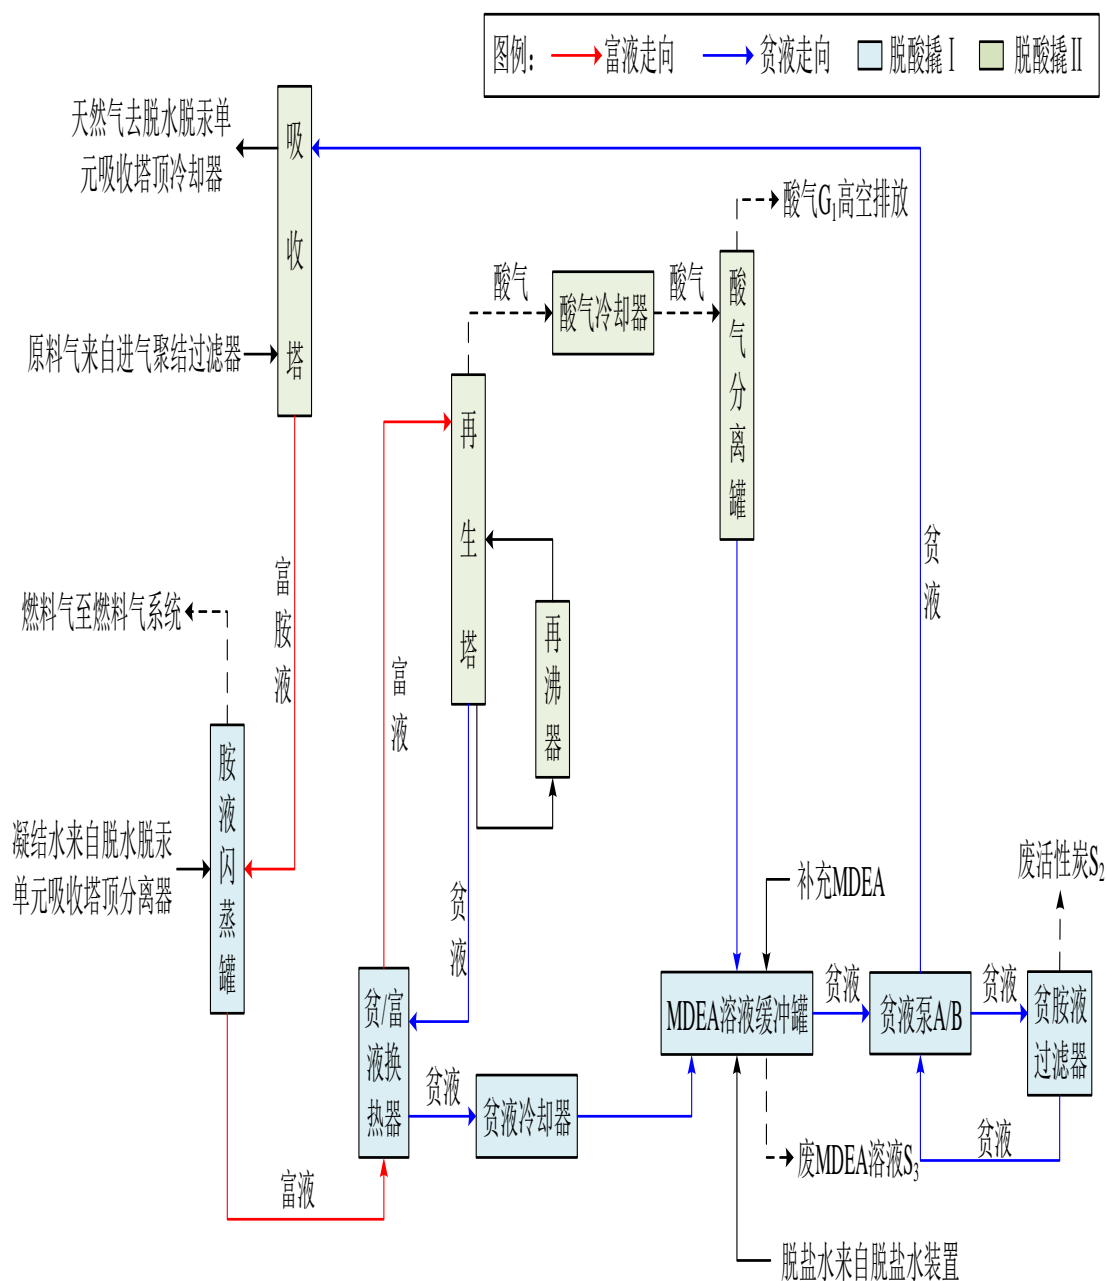 图例:
富液走向
贫液走向
脱酸撬Ⅰ
脱酸撬Ⅱ
天然气去脱水脱汞单
元吸收塔顶冷却器
吸收塔
酸气G1高空排放
酸气
酸气冷却器
酸气
酸气分离罐
原料气来自进气聚结过滤器
再生塔
富胺液
贫液
燃料气至燃料气系统
再沸器
富液
胺液闪蒸罐
凝结水来自脱水脱汞
单元吸收塔顶分离器
贫液
补充MDEA
废活性炭S2
贫/富
液换
热器
MDEA溶液缓冲罐
贫液
贫液泵A/B
贫液
贫胺液
过滤器
贫液
贫液冷却器
贫液
废MDEA溶液S3
富液
脱盐水来自脱盐水装置